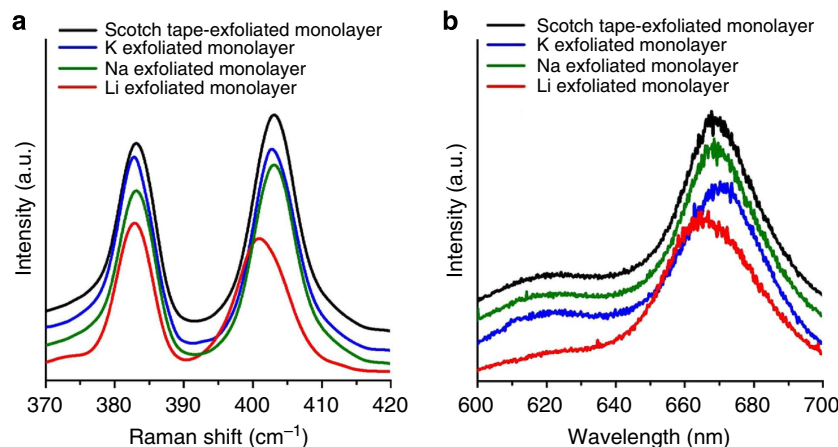 a
Scotch tape-exfoliated monolayer
K exfoliated monolayer
Na exfoliated monolayer
Li exfoliated monolayer
Intensity (a.u.)
370 380 390 400 410 420
Raman shift (cm⁻¹)
b
Scotch tape-exfoliated monolayer
K exfoliated monolayer
Na exfoliated monolayer
Li exfoliated monolayer
Intensity (a.u.)
600 620 640 660 680 700
Wavelength (nm)